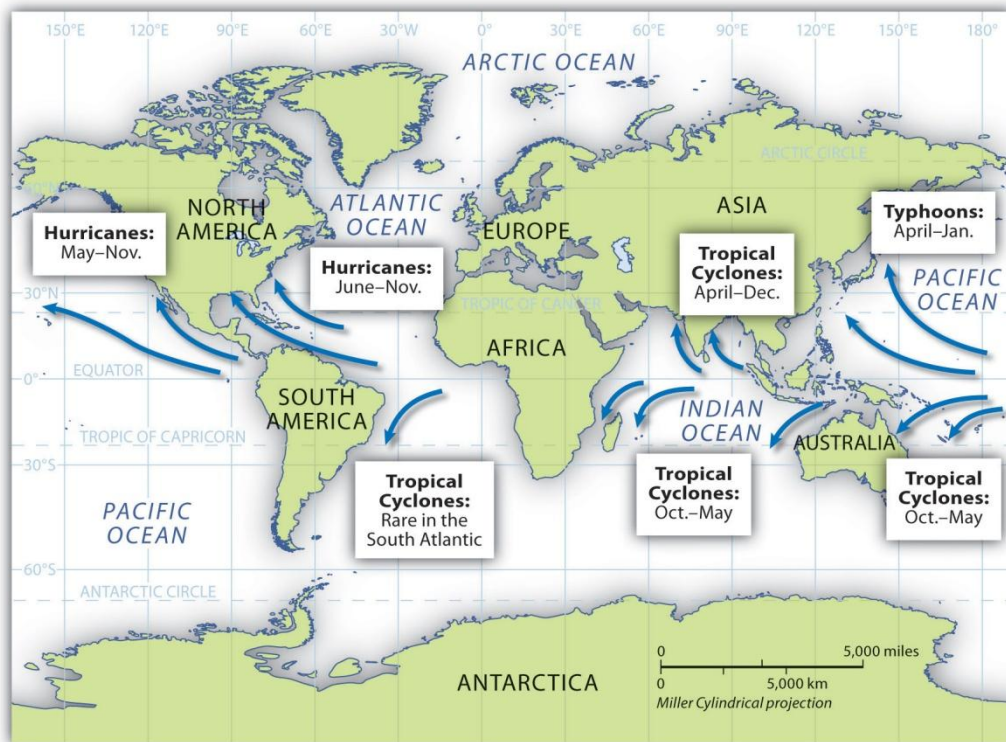 150°E 120°W 90°E 60°W 30°W 0° 30°E 60°E 90°E 120°E 150°E 180°
ARCTIC OCEAN
ARCTIC CIRCLE
60°N
NORTH
AMERICA
ATLANTIC
OCEAN
EUROPE
ASIA
Typhoons:
April–Jan.
Hurricanes:
May–Nov.
Hurricanes:
June–Nov.
Tropical
Cyclones:
April–Dec.
PACIFIC
OCEAN
30°N
TROPIC OF CANCER
AFRICA
EQUATOR
0°
SOUTH
AMERICA
INDIAN
OCEAN
AUSTRALIA
TROPIC OF CAPRICORN
30°S
Tropical
Cyclones:
Rare in the
South Atlantic
Tropical
Cyclones:
Oct.–May
Tropical
Cyclones:
Oct.–May
PACIFIC
OCEAN
60°S
ANTARCTIC CIRCLE
ANTARCTICA
0 5,000 miles
0 5,000 km
Miller Cylindrical projection